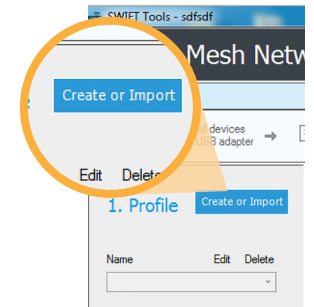 SWIFT Tools - sdfsdf
Mesh Netw
Create or Import
devices
USB adapter
Edit Delete
1. Profile
Create or Import
Name Edit Delete